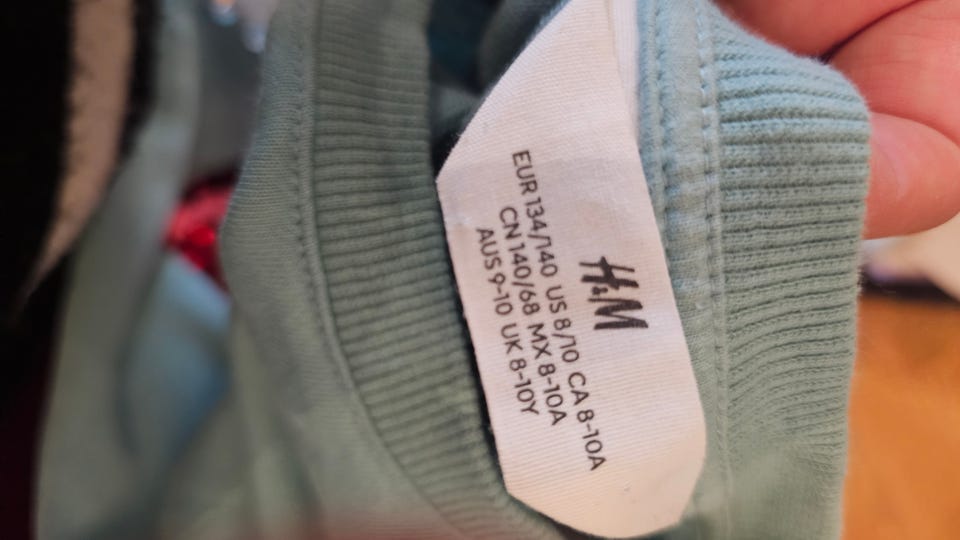 H&M
EUR 134/140 US 8/10 CA 8-10A
CN 140/68 MX 8-10A
AUS 9-10 UK 8-10Y